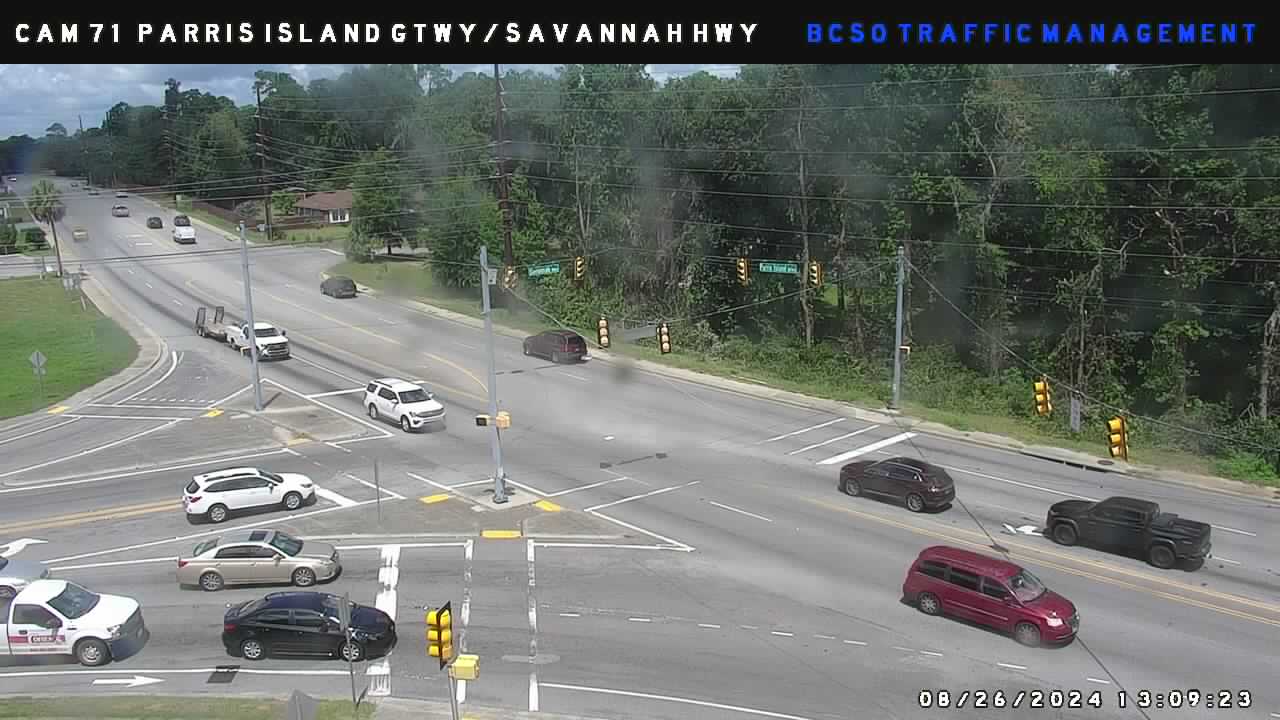 CAM 71 PARRIS ISLAND GTWY/SAVANNAH HWY BCSO TRAFFIC MANAGEMENT
08/26/2024 13:09:23